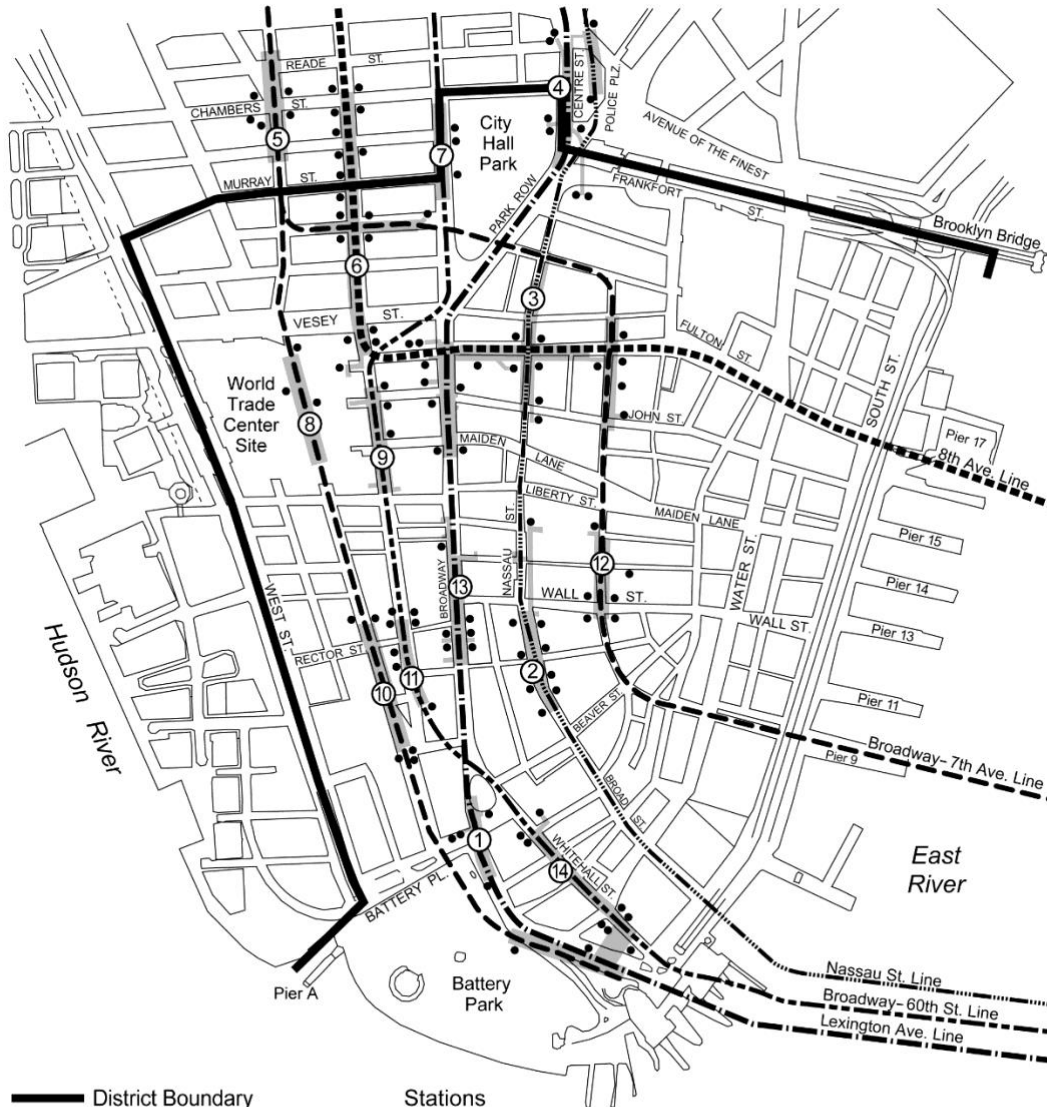 READE ST.
CHAMBERS ST.
CENTRE ST.
POLICE PLZ.
4
5
City
Hall
Park
7
AVENUE OF THE FINEST
MURRAY ST.
FRANKFORT ST.
PARK ROW
Brooklyn Bridge
6
3
VESEY ST.
FULTON ST.
SOUTH ST.
World
Trade
Center
Site
8
JOHN ST.
Pier 17
8th Ave. Line
9
MAIDEN LANE
LIBERTY ST.
MAIDEN LANE
Pier 15
NASSAU ST.
12
Pier 14
BROADWAY
13
WALL ST.
WATER ST.
WALL ST.
Pier 13
WEST ST.
Hudson River
RECTOR ST.
10
11
2
BEAVER ST.
Pier 11
Pier 9
Broadway–7th Ave. Line
BROAD ST.
1
WHITEHALL ST.
14
East
River
BATTERY PL.
Pier A
Battery
Park
Nassau St. Line
Broadway–60th St. Line
Lexington Ave. Line
District Boundary
Stations